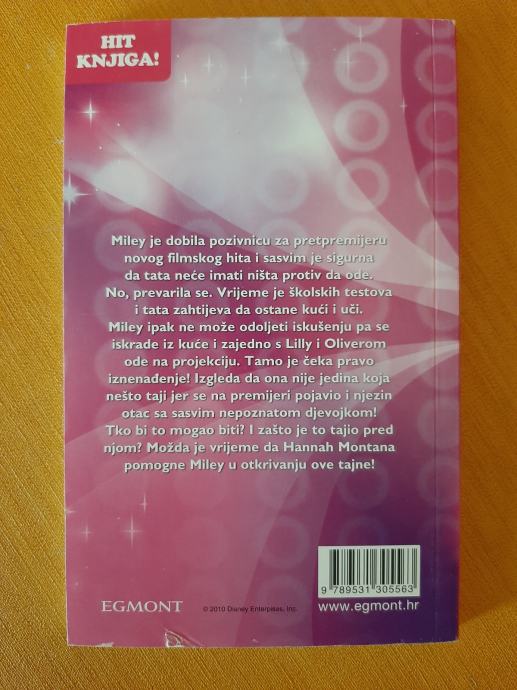 HIT
KNJIGA!
Miley je dobila pozivnicu za pretpremijeru
novog filmskog hita i sasvim je sigurna
da tata neće imati ništa protiv da ode.
No, prevarila se. Vrijeme je školskih testova
i tata zahtijeva da ostane kući i uči.
Miley ipak ne može odoljeti iskušenju pa se
iskrade iz kuće i zajedno s Lilly i Oliverom
ode na projekciju. Tamo je čeka pravo
iznenađenje! Izgleda da ona nije jedina koja
nešto taji jer se na premijeri pojavio i njezin
otac sa sasvim nepoznatom djevojkom!
Tko bi to mogao biti? I zašto je to tajio pred
njom? Možda je vrijeme da Hannah Montana
pomogne Miley u otkrivanju ove tajne!
9 789531 305563
EGMONT
© 2010 Disney Enterpises, Inc.
www.egmont.hr